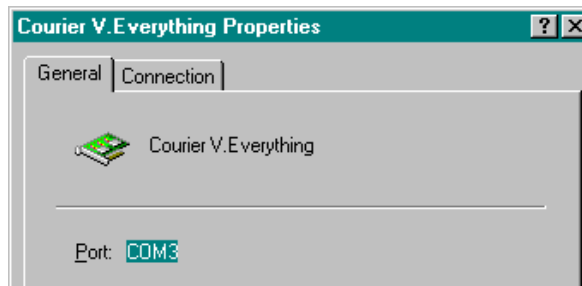 Courier V.Everything Properties ?
General Connection
Courier V.Everything
Port: COM3